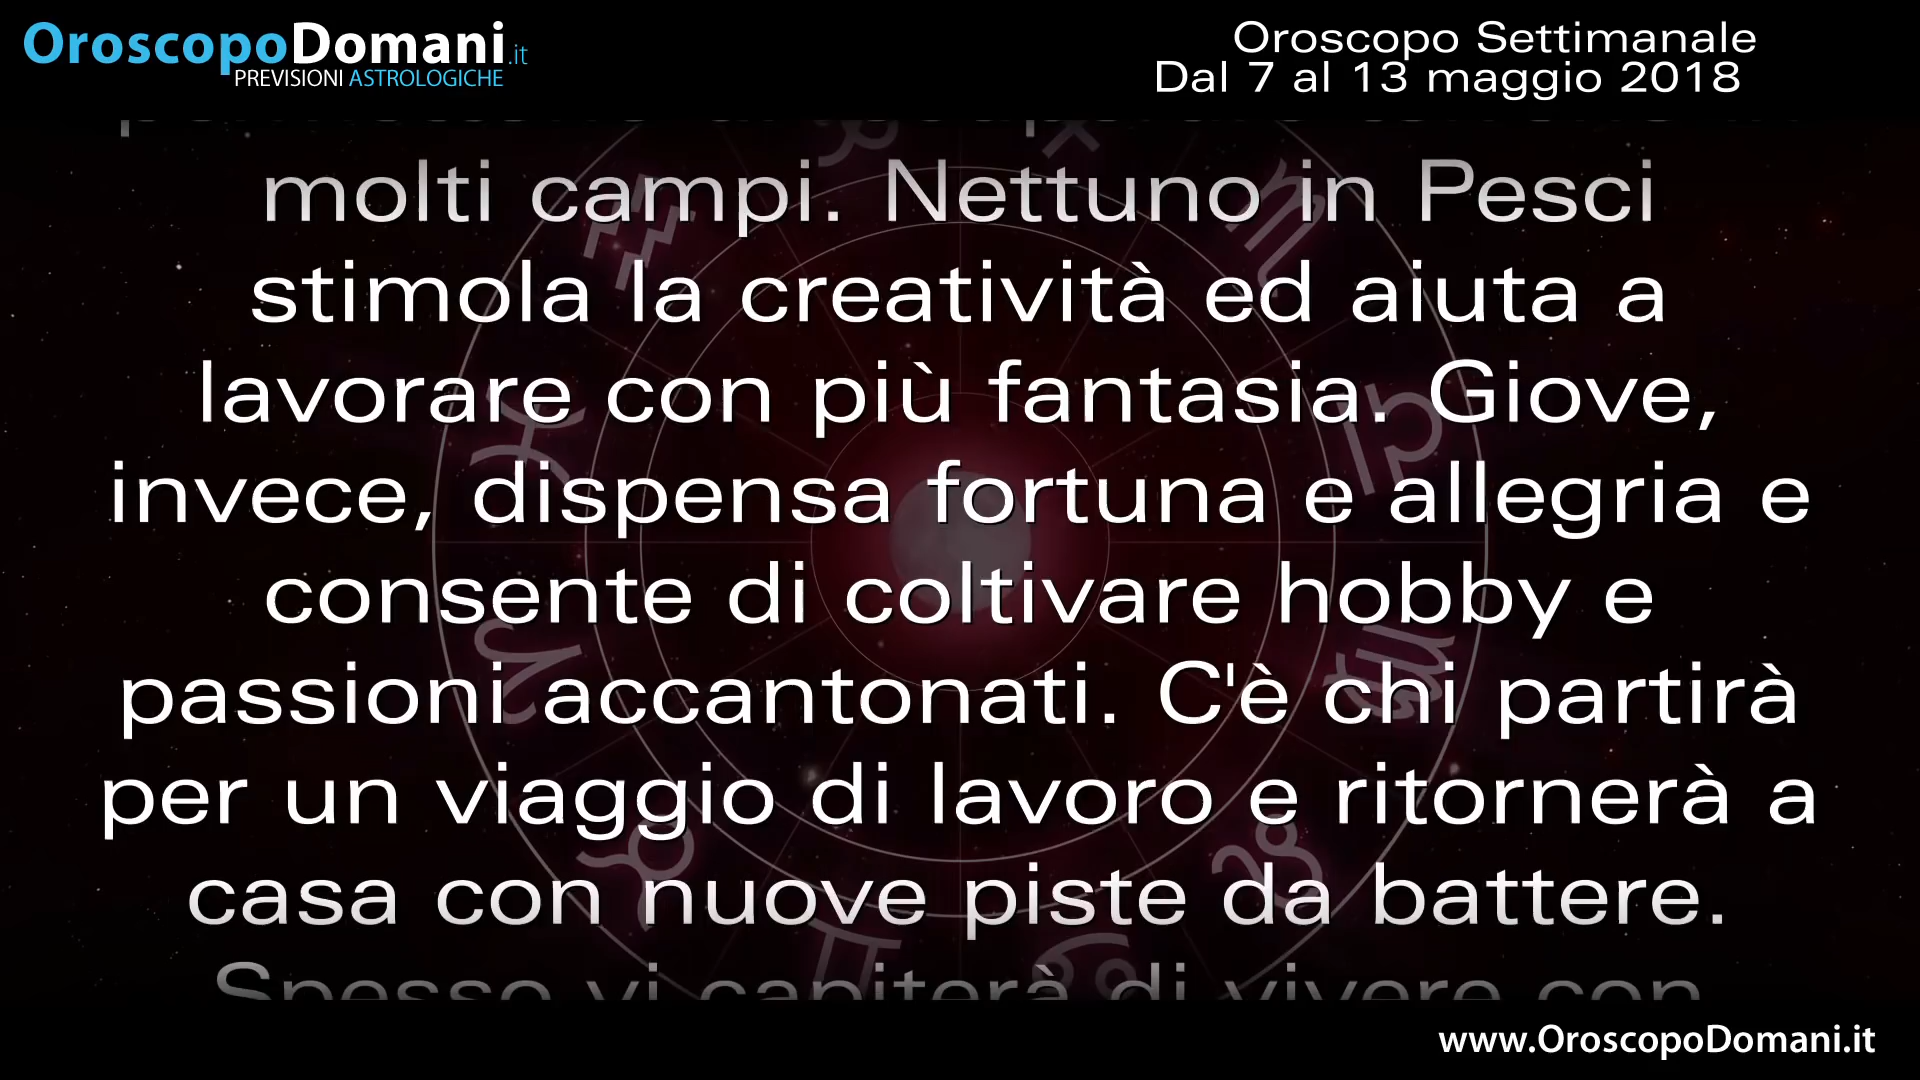 OroscopoDomani.it
PREVISIONI ASTROLOGICHE
Oroscopo Settimanale
Dal 7 al 13 maggio 2018
molti campi. Nettuno in Pesci
stimola la creatività ed aiuta a
lavorare con più fantasia. Giove,
invece, dispensa fortuna e allegria e
consente di coltivare hobby e
passioni accantonati. C'è chi partirà
per un viaggio di lavoro e ritornerà a
casa con nuove piste da battere.
Spesso vi capiterà di vivere con
www.OroscopoDomani.it